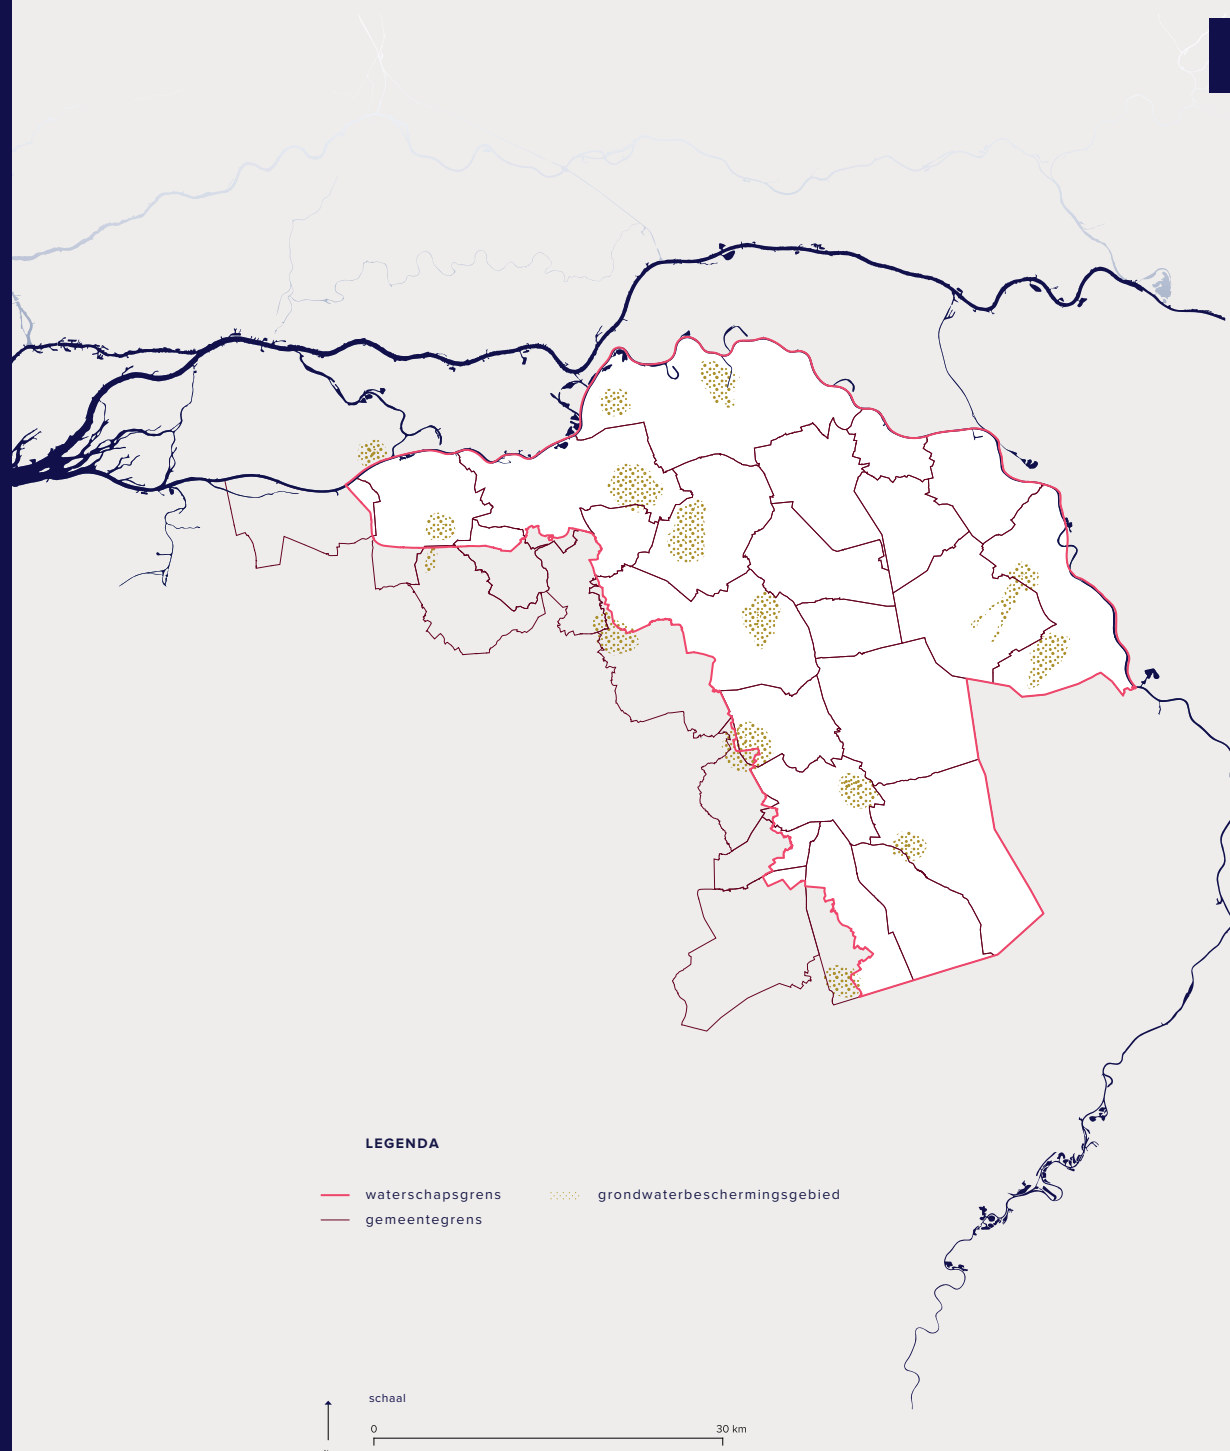 LEGENDA
waterschapsgrens
grondwaterbeschermingsgebied
gemeentegrens
schaal
0 30 km